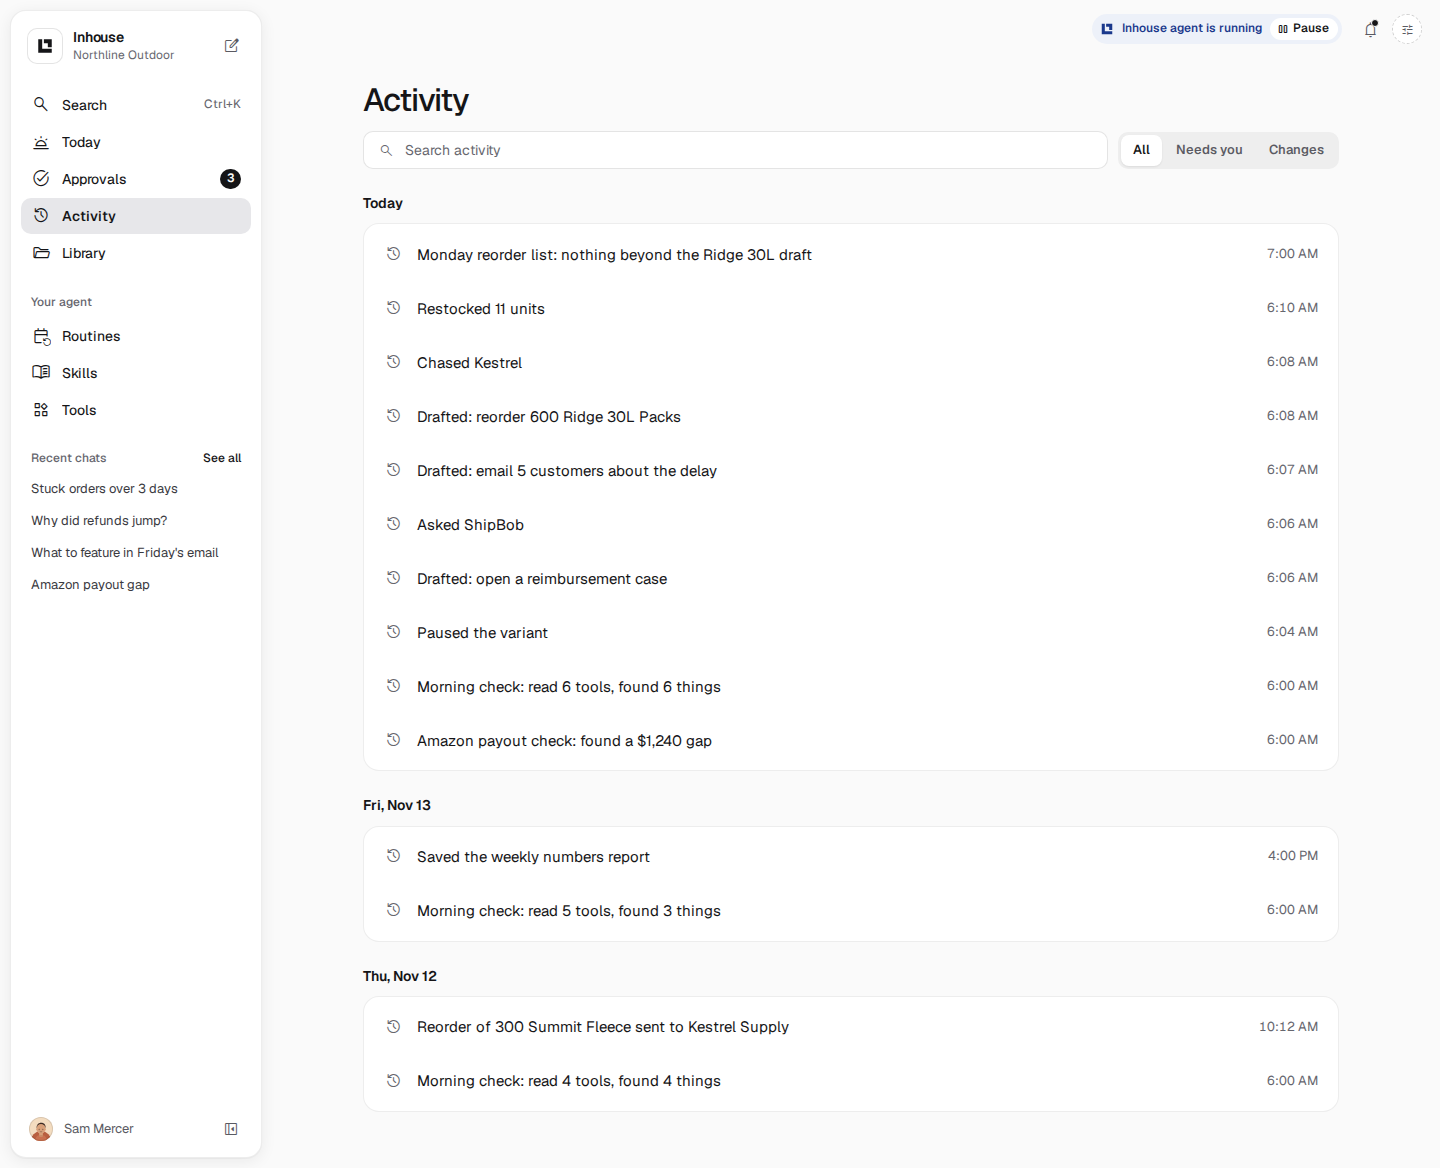 Inhouse
Northline Outdoor
Search Ctrl+K
Today
Approvals 3
Activity
Library
Your agent
Routines
Skills
Tools
Recent chats See all
Stuck orders over 3 days
Why did refunds jump?
What to feature in Friday's email
Amazon payout gap
Sam Mercer
Inhouse agent is running Pause
Activity
Search activity
All Needs you Changes
Today
Monday reorder list: nothing beyond the Ridge 30L draft 7:00 AM
Restocked 11 units 6:10 AM
Chased Kestrel 6:08 AM
Drafted: reorder 600 Ridge 30L Packs 6:08 AM
Drafted: email 5 customers about the delay 6:07 AM
Asked ShipBob 6:06 AM
Drafted: open a reimbursement case 6:06 AM
Paused the variant 6:04 AM
Morning check: read 6 tools, found 6 things 6:00 AM
Amazon payout check: found a $1,240 gap 6:00 AM
Fri, Nov 13
Saved the weekly numbers report 4:00 PM
Morning check: read 5 tools, found 3 things 6:00 AM
Thu, Nov 12
Reorder of 300 Summit Fleece sent to Kestrel Supply 10:12 AM
Morning check: read 4 tools, found 4 things 6:00 AM